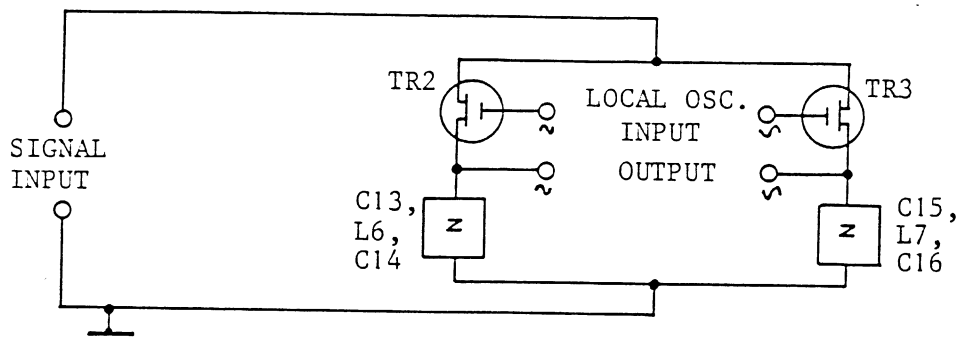 TR2
TR3
LOCAL OSC.
INPUT
SIGNAL
INPUT
OUTPUT
C13,
L6,
C14
Z
C15,
L7,
C16
Z